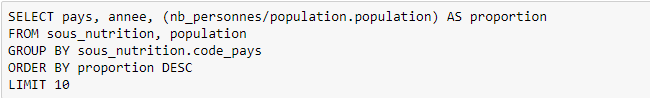 SELECT pays, annee, (nb_personnes/population.population) AS proportion
FROM sous_nutrition, population
GROUP BY sous_nutrition.code_pays
ORDER BY proportion DESC
LIMIT 10